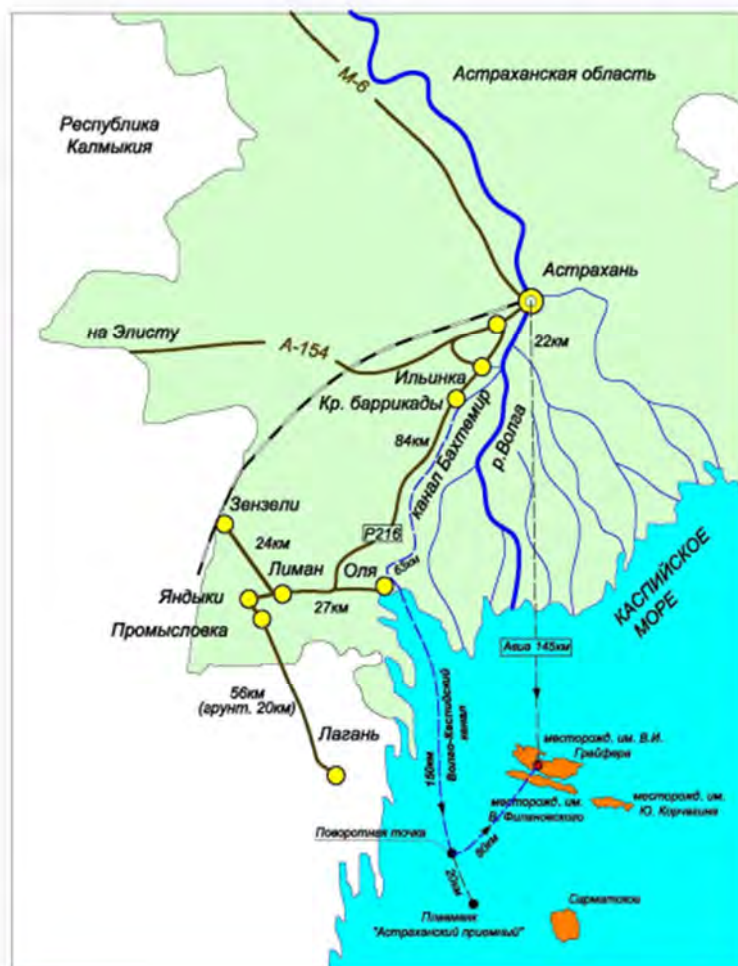 М-6
Астраханская область
Республика
Калмыкия
Астрахань
на Элисту
А-154
22км
Ильинка
Кр. баррикады
84км
канал Бахтемир
р.Волга
Зензели
24км
Р216
Лиман
Оля
65км
Яндыки
27км
Промысловка
КАСПИЙСКОЕ
МОРЕ
Авиа 145км
56км
(грунт. 20км)
Лагань
150км
Волго-Каспийский
канал
месторожд. им. В.И.
Грайфера
месторожд. им.
В. Филановского
месторожд. им.
Ю. Корчагина
Поворотная точка
80км
20км
Плавмаяк
"Астраханский приемный"
Сарматское